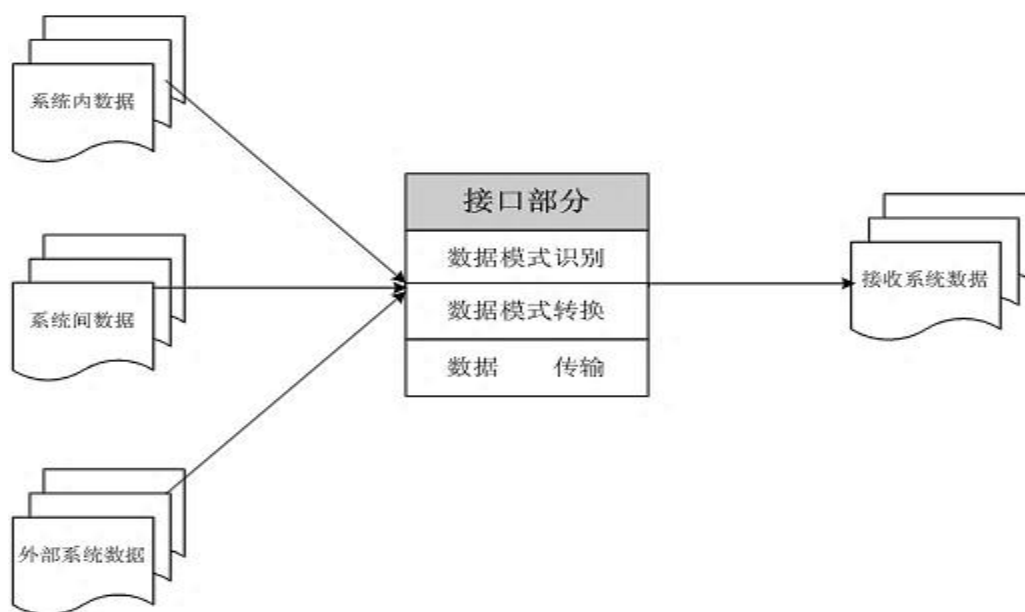 系统内数据
系统间数据
外部系统数据
接口部分
数据模式识别
数据模式转换
数据 传输
接收系统数据